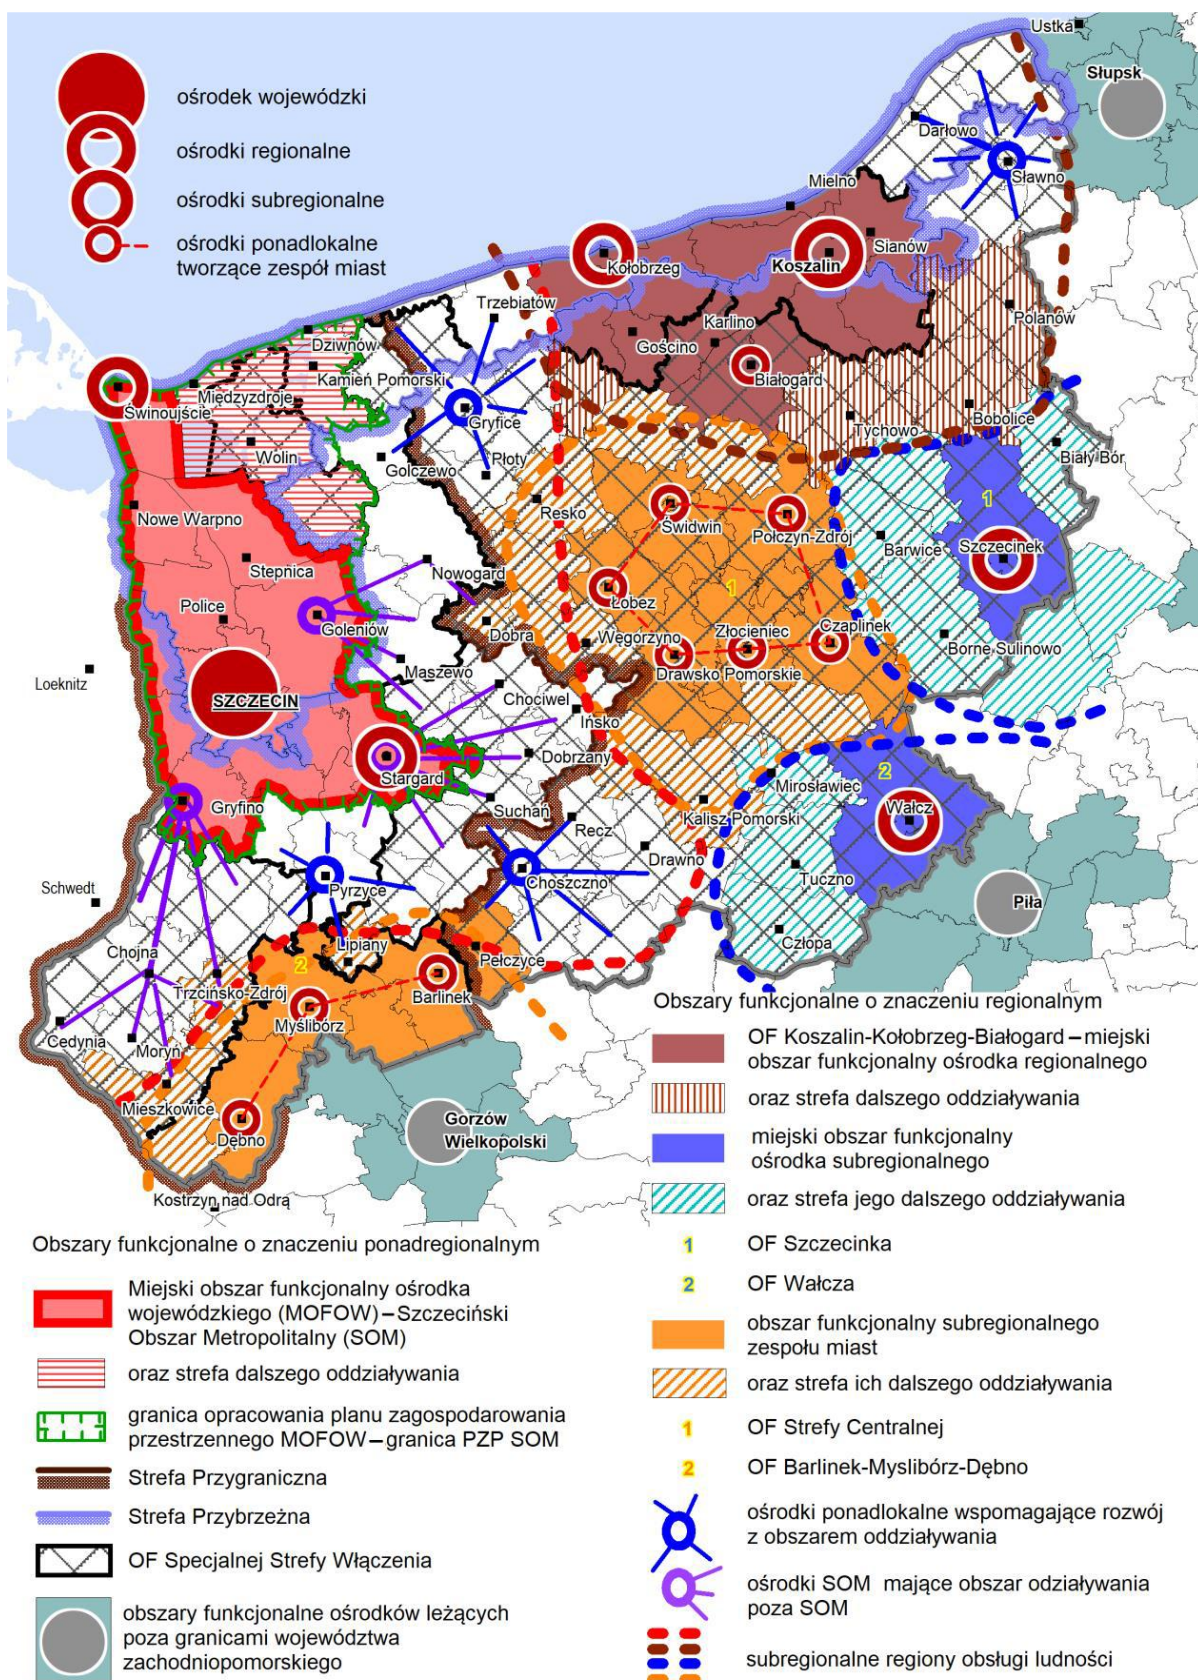 Ustka
Słupsk
ośrodek wojewódzki
ośrodki regionalne
ośrodki subregionalne
ośrodki ponadlokalne
tworzące zespół miast
Darłowo
Sławno
Mielno
Sianów
Kołobrzeg
Koszalin
Trzebiatów
Polanów
Karlino
Gościno
Dziwnów
Białogard
Kamień Pomorski
Międzyzdroje
Świnoujście
Gryfice
Tychowo
Bobolice
Wolin
Golczewo
Płoty
Biały Bór
1
Resko
Nowe Warpno
Świdwin
Połczyn-Zdrój
Barwice
Szczecinek
Stepnica
Nowogard
Łobez
1
Police
Goleniów
Dobra
Węgorzyno
Złocieniec
Czaplinek
Borne Sulinowo
Maszewo
Drawsko Pomorskie
Loeknitz
SZCZECIN
Chociwel
Ińsko
Dobrzany
Stargard
2
Mirosławiec
Suchań
Gryfino
Recz
Kalisz Pomorski
Wałcz
Drawno
Tuczno
Schwedt
Pyrzyce
Choszczno
Piła
Człopa
Chojna
Lipiany
2
Pełczyce
Trzcińsko-Zdrój
Barlinek
Myślibórz
Cedynia
Moryń
Mieszkowice
Dębno
Gorzów
Wielkopolski
Kostrzyn nad Odrą
Obszary funkcjonalne o znaczeniu regionalnym
OF Koszalin-Kołobrzeg-Białogard – miejski
obszar funkcjonalny ośrodka regionalnego
oraz strefa dalszego oddziaływania
miejski obszar funkcjonalny
ośrodka subregionalnego
oraz strefa jego dalszego oddziaływania
1 OF Szczecinka
2 OF Wałcza
obszar funkcjonalny subregionalnego
zespołu miast
oraz strefa ich dalszego oddziaływania
1 OF Strefy Centralnej
2 OF Barlinek-Myslibórz-Dębno
ośrodki ponadlokalne wspomagające rozwój
z obszarem oddziaływania
ośrodki SOM mające obszar odziaływania
poza SOM
subregionalne regiony obsługi ludności
Obszary funkcjonalne o znaczeniu ponadregionalnym
Miejski obszar funkcjonalny ośrodka
wojewódzkiego (MOFOW) – Szczeciński
Obszar Metropolitalny (SOM)
oraz strefa dalszego oddziaływania
granica opracowania planu zagospodarowania
przestrzennego MOFOW – granica PZP SOM
Strefa Przygraniczna
Strefa Przybrzeżna
OF Specjalnej Strefy Włączenia
obszary funkcjonalne ośrodków leżących
poza granicami województwa
zachodniopomorskiego